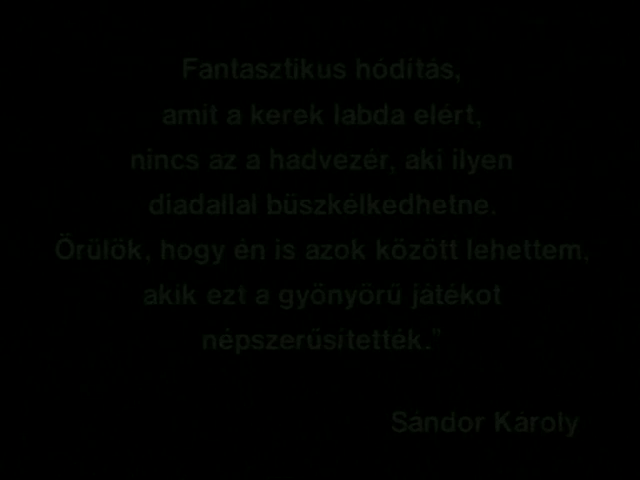 Fantasztikus hódítás,
amit a kerek labda elért,
nincs az a hadvezér, aki ilyen
diadallal büszkélkedhetne.
Örülök, hogy én is azok között lehettem,
akik ezt a gyönyörű játékot
népszerűsítették.”
Sándor Károly